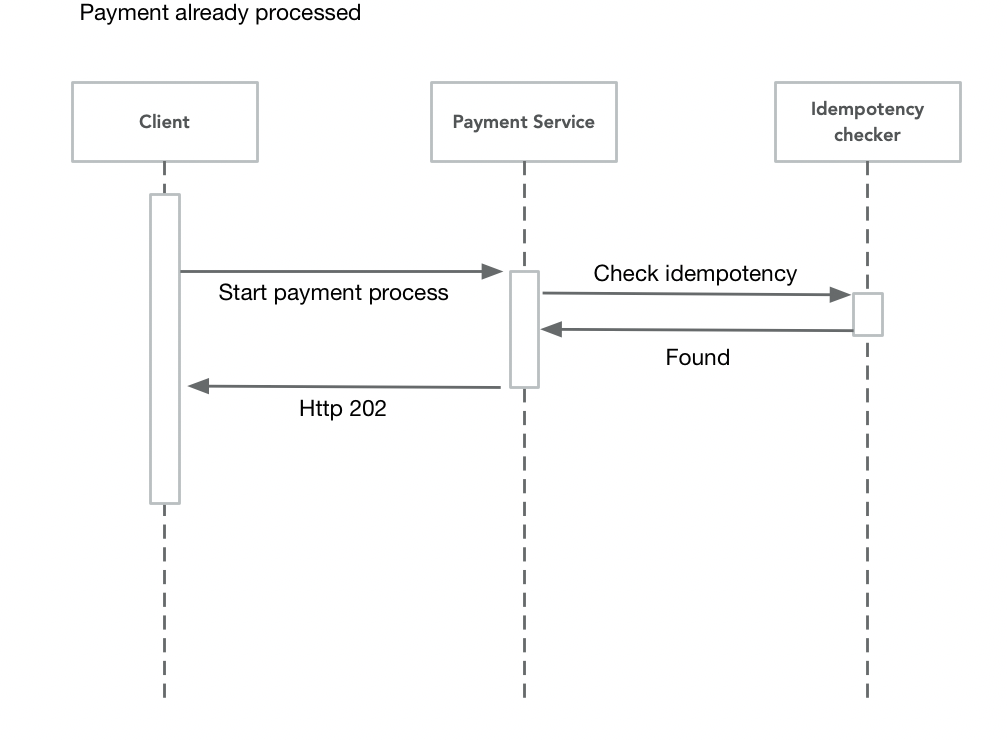 Payment already processed
Client
Payment Service
Idempotency
checker
Check idempotency
Start payment process
Found
Http 202